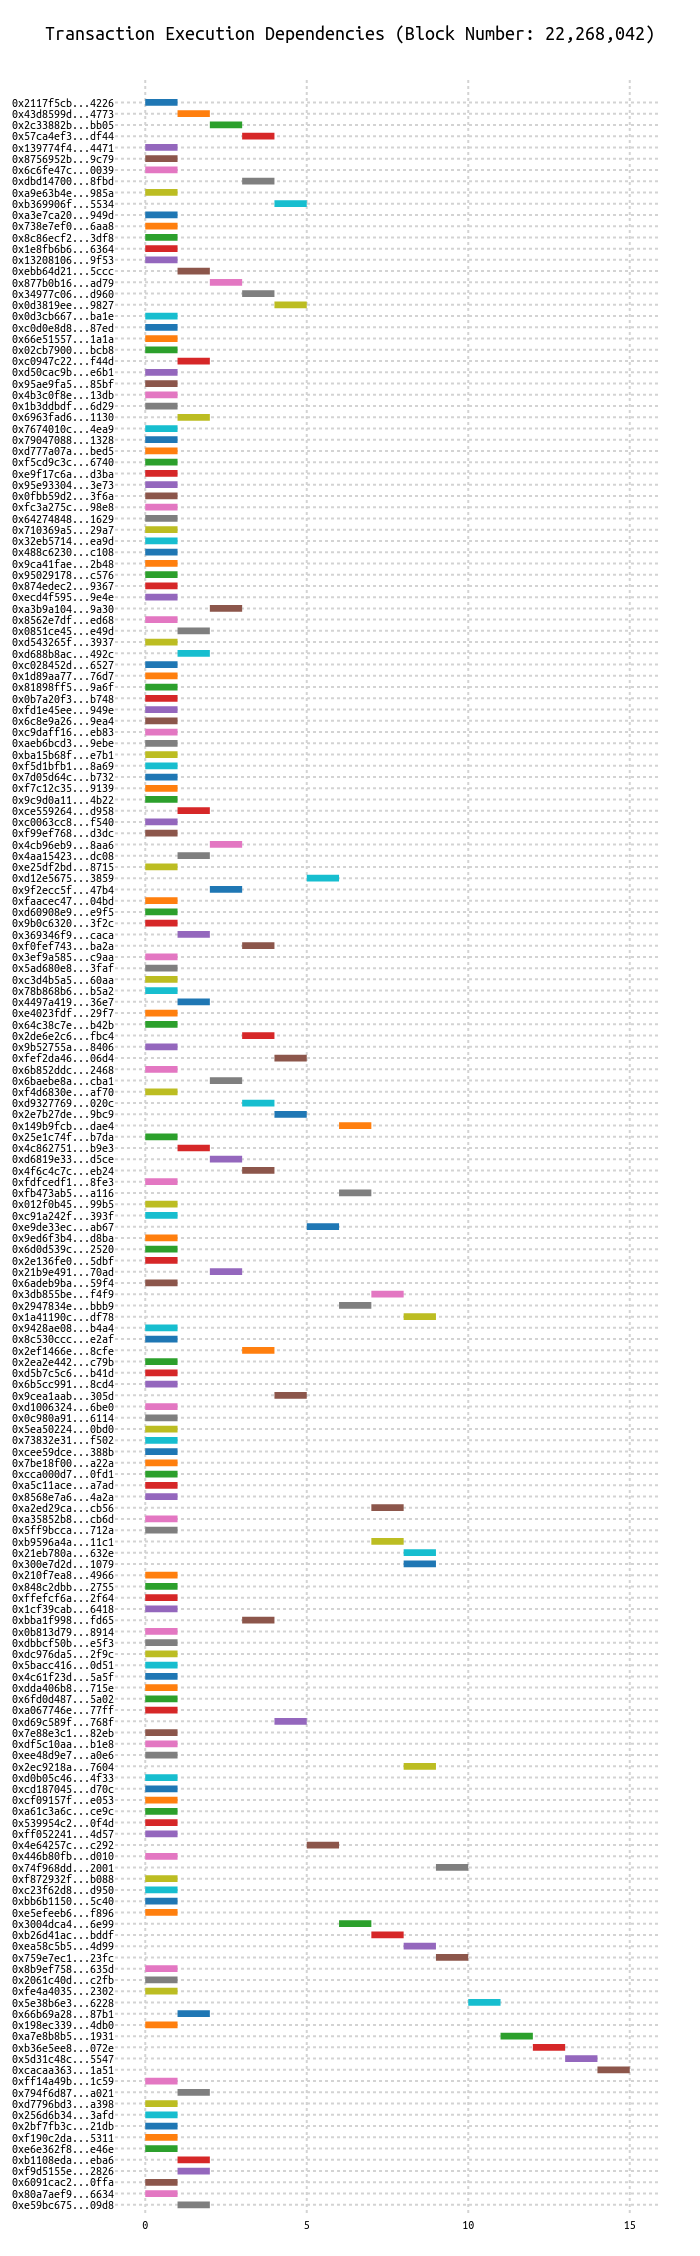 Transaction Execution Dependencies (Block Number: 22,268,042)
0x2117f5cb...4226
0x43d8599d...4773
0x2c33882b...bb05
0x57ca4ef3...df44
0x139774f4...4471
0x8756952b...9c79
0x6c6fe47c...0039
0xdbd14700...8fbd
0xa9e63b4e...985a
0xb369906f...5534
0xa3e7ca20...949d
0x738e7ef0...6aa8
0x8c86ecf2...3df8
0x1e8fb6b6...6364
0x13208106...9f53
0xebb64d21...5ccc
0x877b0b16...ad79
0x34977c06...d960
0x0d3819ee...9827
0x0d3cb667...ba1e
0xc0d0e8d8...87ed
0x66e51557...1a1a
0x02cb7900...bcb8
0xc0947c22...f44d
0xd50cac9b...e6b1
0x95ae9fa5...85bf
0x4b3c0f8e...13db
0x1b3ddbdf...6d29
0x6963fad6...1130
0x7674010c...4ea9
0x79047088...1328
0xd777a07a...bed5
0xf5cd9c3c...6740
0xe9f17c6a...d3ba
0x95e93304...3e73
0x0fbb59d2...3f6a
0xfc3a275c...98e8
0x64274848...1629
0x710369a5...29a7
0x32eb5714...ea9d
0x488c6230...c108
0x9ca41fae...2b48
0x95029178...c576
0x874edec2...9367
0xecd4f595...9e4e
0xa3b9a104...9a30
0x8562e7df...ed68
0x0851ce45...e49d
0xd543265f...3937
0xd688b8ac...492c
0xc028452d...6527
0x1d89aa77...76d7
0x81898ff5...9a6f
0x0b7a20f3...b748
0xfd1e45ee...949e
0x6c8e9a26...9ea4
0xc9daff16...eb83
0xaeb6bcd3...9ebe
0xba15b68f...e7b1
0xf5d1bfb1...8a69
0x7d05d64c...b732
0xf7c12c35...9139
0x9c9d0a11...4b22
0xce559264...d958
0xc0063cc8...f540
0xf99ef768...d3dc
0x4cb96eb9...8aa6
0x4aa15423...dc08
0xe25df2bd...8715
0xd12e5675...3859
0x9f2ecc5f...47b4
0xfaacec47...04bd
0xd60908e9...e9f5
0x9b0c6320...3f2c
0x369346f9...caca
0xf0fef743...ba2a
0x3ef9a585...c9aa
0x5ad680e8...3faf
0xc3d4b5a5...60aa
0x78b868b6...b5a2
0x4497a419...36e7
0xe4023fdf...29f7
0x64c38c7e...b42b
0x2de6e2c6...fbc4
0x9b52755a...8406
0xfef2da46...06d4
0x6b852ddc...2468
0x6baebe8a...cba1
0xf4d6830e...af70
0xd9327769...020c
0x2e7b27de...9bc9
0x149b9fcb...dae4
0x25e1c74f...b7da
0x4c862751...b9e3
0xd6819e33...d5ce
0x4f6c4c7c...eb24
0xfdfcedf1...8fe3
0xfb473ab5...a116
0x012f0b45...99b5
0xc91a242f...393f
0xe9de33ec...ab67
0x9ed6f3b4...d8ba
0x6d0d539c...2520
0x2e136fe0...5dbf
0x21b9e491...70ad
0x6adeb9ba...59f4
0x3db855be...f4f9
0x2947834e...bbb9
0x1a41190c...df78
0x9428ae08...b4a4
0x8c530ccc...e2af
0x2ef1466e...8cfe
0x2ea2e442...c79b
0xd5b7c5c6...b41d
0x6b5cc991...8cd4
0x9cea1aab...305d
0xd1006324...6be0
0x0c980a91...6114
0x5ea50224...0bd0
0x73832e31...f502
0xcee59dce...388b
0x7be18f00...a22a
0xcca000d7...0fd1
0xa5c11ace...a7ad
0x8568e7a6...4a2a
0xa2ed29ca...cb56
0xa35852b8...cb6d
0x5ff9bcca...712a
0xb9596a4a...11c1
0x21eb780a...632e
0x300e7d2d...1079
0x210f7ea8...4966
0x848c2dbb...2755
0xffefcf6a...2f64
0x1cf39cab...6418
0xbba1f998...fd65
0x0b813d79...8914
0xdbbcf50b...e5f3
0xdc976da5...2f9c
0x5bacc416...0d51
0x4c61f23d...5a5f
0xdda406b8...715e
0x6fd0d487...5a02
0xa067746e...77ff
0xd69c589f...768f
0x7e88e3c1...82eb
0xdf5c10aa...b1e8
0xee48d9e7...a0e6
0x2ec9218a...7604
0xd0b05c46...4f33
0xcd187045...d70c
0xcf09157f...e053
0xa61c3a6c...ce9c
0x539954c2...0f4d
0xff052241...4d57
0x4e64257c...c292
0x446b80fb...d010
0x74f968dd...2001
0xf872932f...b088
0xc23f62d8...d950
0xbb6b1150...5c40
0xe5efeeb6...f896
0x3004dca4...6e99
0xb26d41ac...bddf
0xea58c5b5...4d99
0x759e7ec1...23fc
0x8b9ef758...635d
0x2061c40d...c2fb
0xfe4a4035...2302
0x5e38b6e3...6228
0x66b69a28...87b1
0x198ec339...4db0
0xa7e8b8b5...1931
0xb36e5ee8...072e
0x5d31c48c...5547
0xcacaa363...1a51
0xff14a49b...1c59
0x794f6d87...a021
0xd7796bd3...a398
0x256d6b34...3afd
0x2bf7fb3c...21db
0xf190c2da...5311
0xe6e362f8...e46e
0xb1108eda...eba6
0xf9d5155e...2826
0x6091cac2...0ffa
0x80a7aef9...6634
0xe59bc675...09d8
0 5 10 15